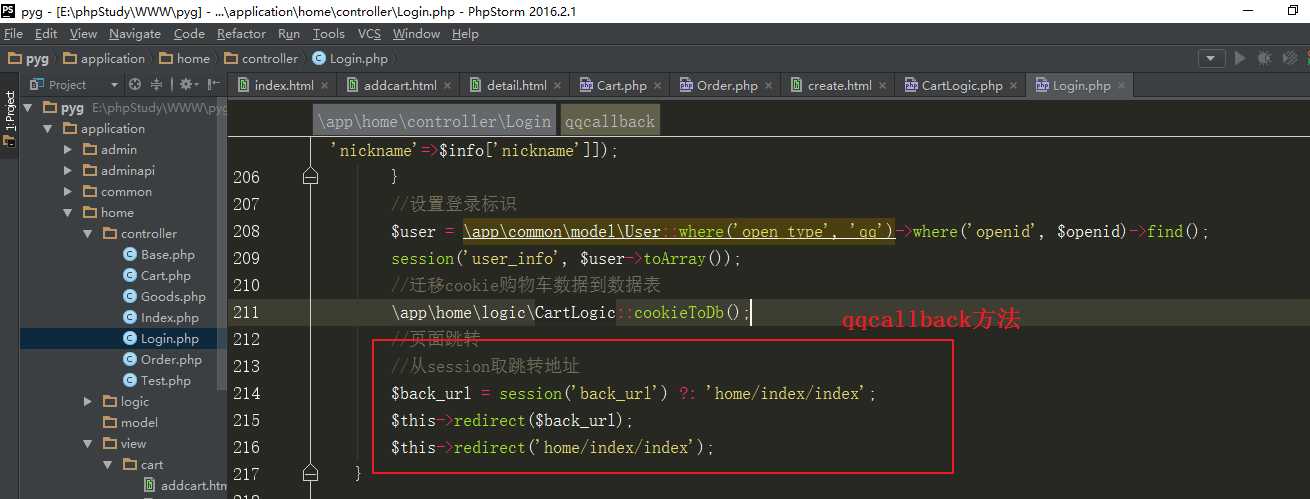 pyg - [E:\phpStudy\WWW\pyg] - ...\application\home\controller\Login.php - PhpStorm 2016.2.1
File Edit View Navigate Code Refactor Run Tools VCS Window Help
pyg application home controller Login.php
1: Project
Project
index.html addcart.html detail.html Cart.php Order.php create.html CartLogic.php Login.php
pyg E:\phpStudy\WWW\pyg
application
admin
adminapi
common
home
controller
Base.php
Cart.php
Goods.php
Index.php
Login.php
Order.php
Test.php
logic
model
view
cart
\app\home\controller\Login qqcallback
'nickname'=>$info['nickname']]);
206 }
207 //设置登录标识
208 $user = \app\common\model\User::where('open_type', 'qq')->where('openid', $openid)->find();
209 session('user_info', $user->toArray());
210 //迁移cookie购物车数据到数据表
211 \app\home\logic\CartLogic::cookieToDb();
qqcallback方法
212 //页面跳转
213 //从session取跳转地址
214 $back_url = session('back_url') ?: 'home/index/index';
215 $this->redirect($back_url);
216 $this->redirect('home/index/index');
217 }